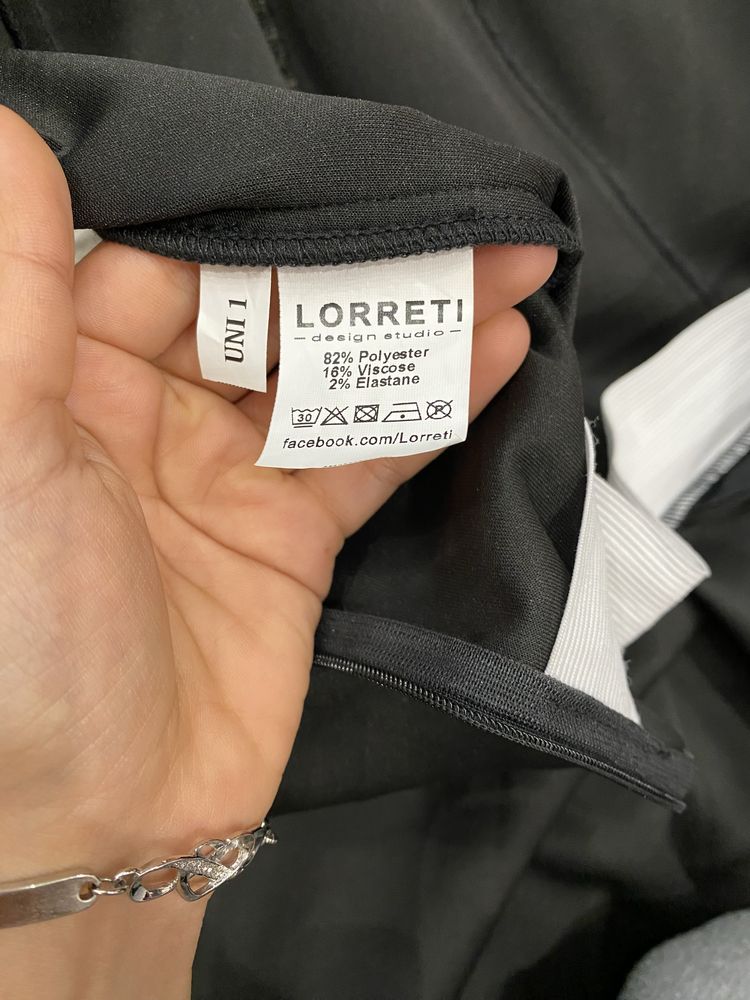 UNI 1
LORRETI
design studio
82% Polyester
16% Viscose
2% Elastane
30 P
facebook.com/Lorreti